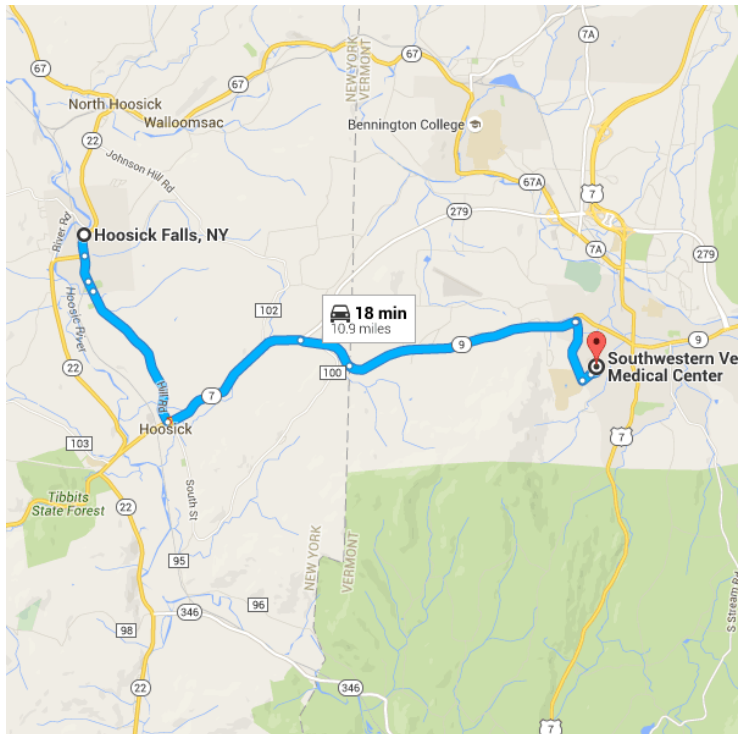 67
7A
67
NEW YORK
VERMONT
67
North Hoosick
Walloomsac
Bennington College
22
Johnson Hill Rd
67A
7
River Rd
279
Hoosick Falls, NY
7A
279
Hoosic River
102
18 min
10.9 miles
9
9
100
Southwestern Ve
Medical Center
22
Hill Rd
7
Hoosick
7
103
Tibbits
State Forest
South St
22
NEW YORK
VERMONT
95
S Stream Rd
96
346
98
22
346
7